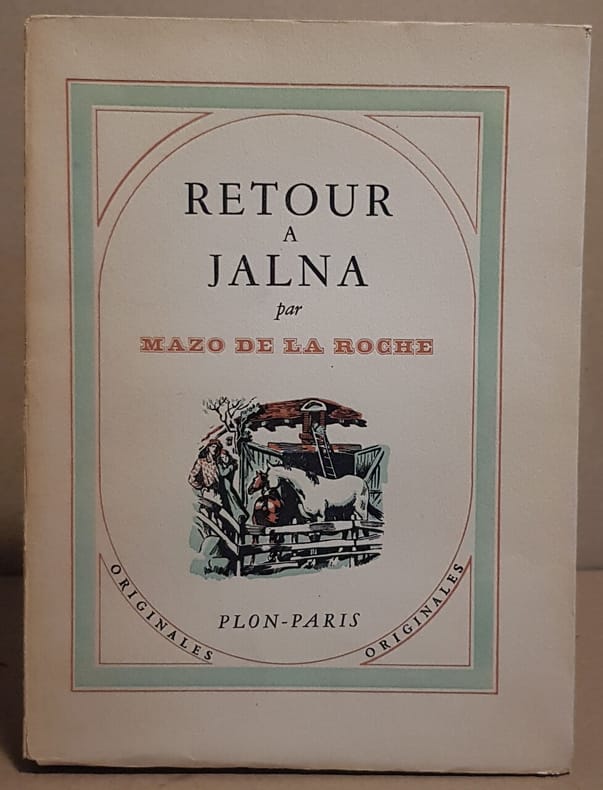 RETOUR
A
JALNA
par
MAZO DE LA ROCHE
PLON-PARIS
ORIGINALES
ORIGINALES